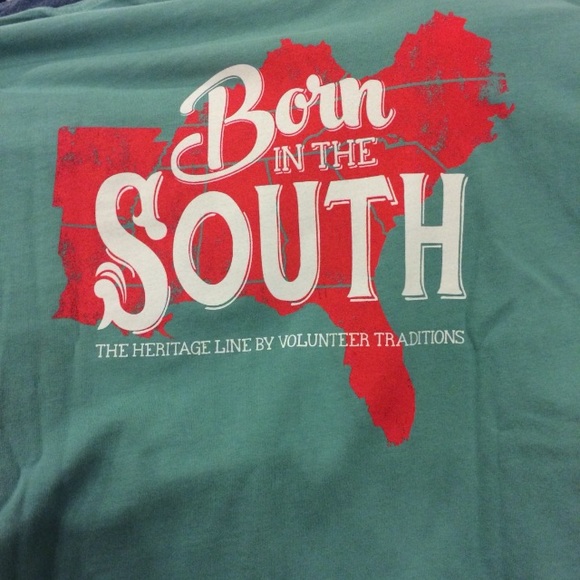 Born
IN THE
SOUTH
THE HERITAGE LINE BY VOLUNTEER TRADITIONS